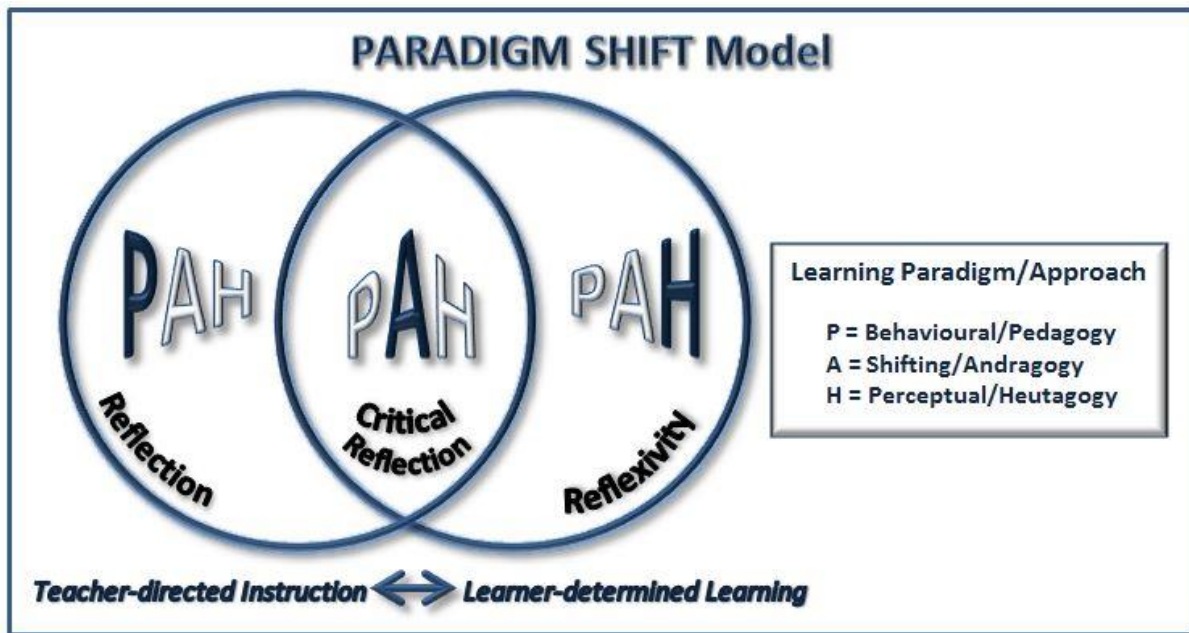 PARADIGM SHIFT Model
PAH
Reflection
PAH
Critical
Reflection
PAH
Reflexivity
Learning Paradigm/Approach
P = Behavioural/Pedagogy
A = Shifting/Andragogy
H = Perceptual/Heutagogy
Teacher-directed Instruction
Learner-determined Learning